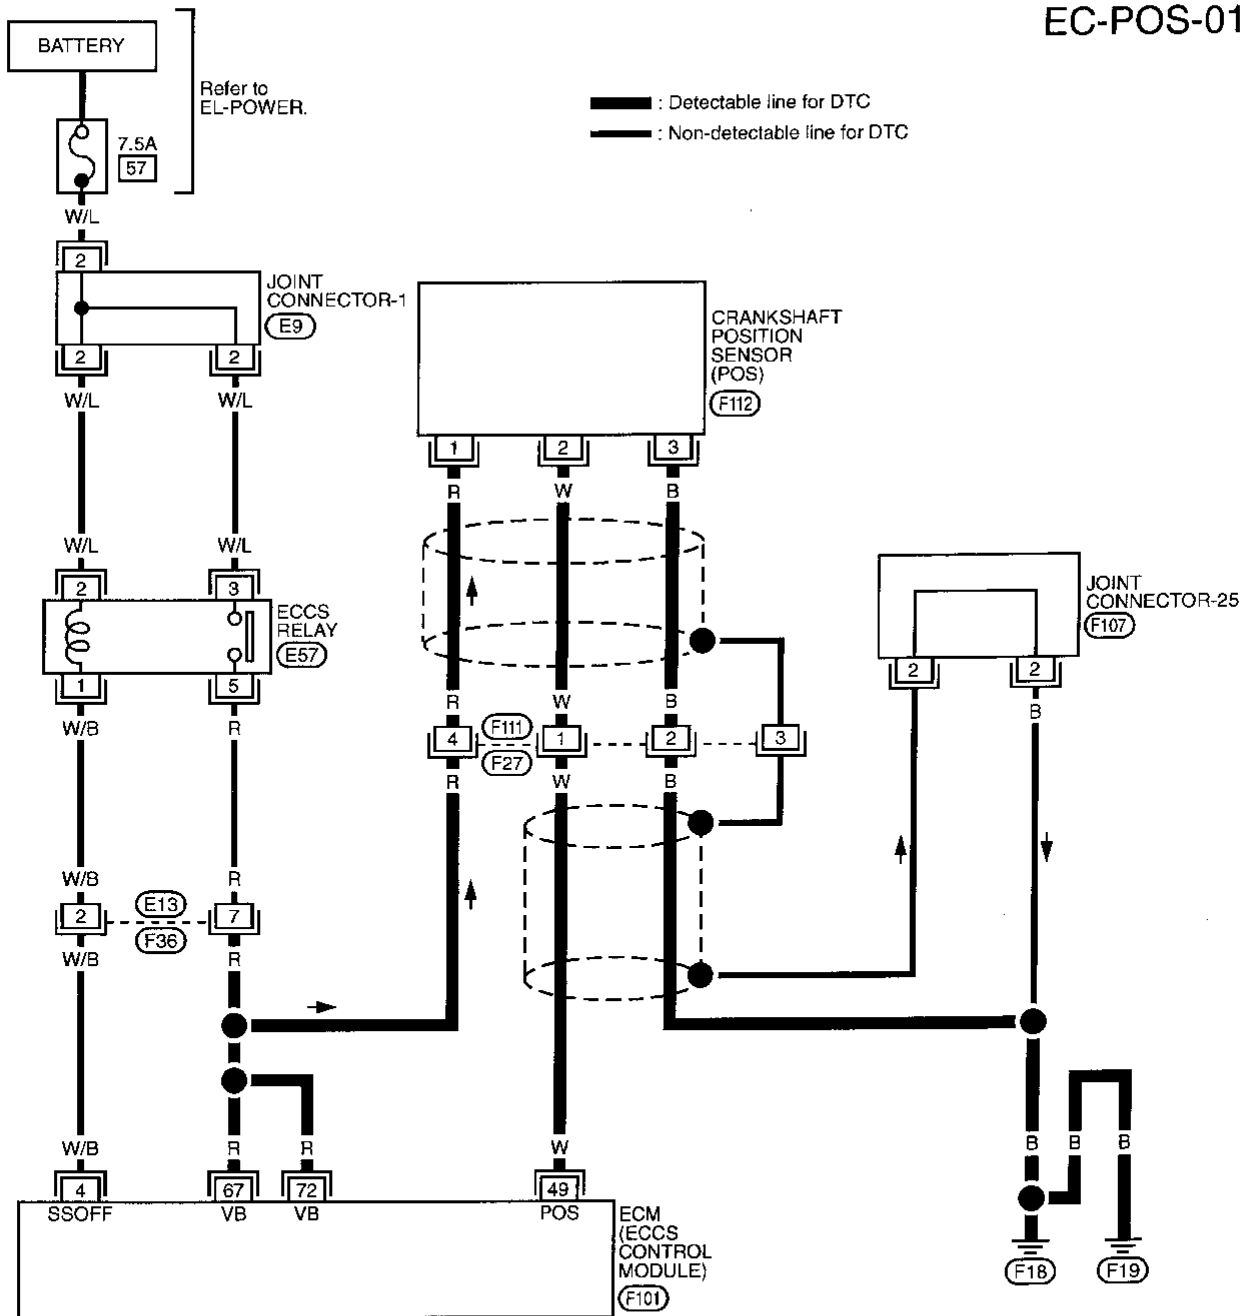 EC-POS-01
BATTERY
Refer to
EL-POWER.
7.5A
57
: Detectable line for DTC
: Non-detectable line for DTC
W/L
2
JOINT
CONNECTOR-1
E9
2 2
W/L W/L
CRANKSHAFT
POSITION
SENSOR
(POS)
F112
1 2 3
R W B
W/L W/L
2 3
ECCS
RELAY
E57
1 5
W/B R
JOINT
CONNECTOR-25
F107
2 2
B
R W B
4 F111 1 2 3
F27
R W B
W/B R
2 E13 7
F36
W/B R
W/B R R W
B B B
4 67 72 49
SSOFF VB VB POS
ECM
(ECCS
CONTROL
MODULE)
F101
F18 F19